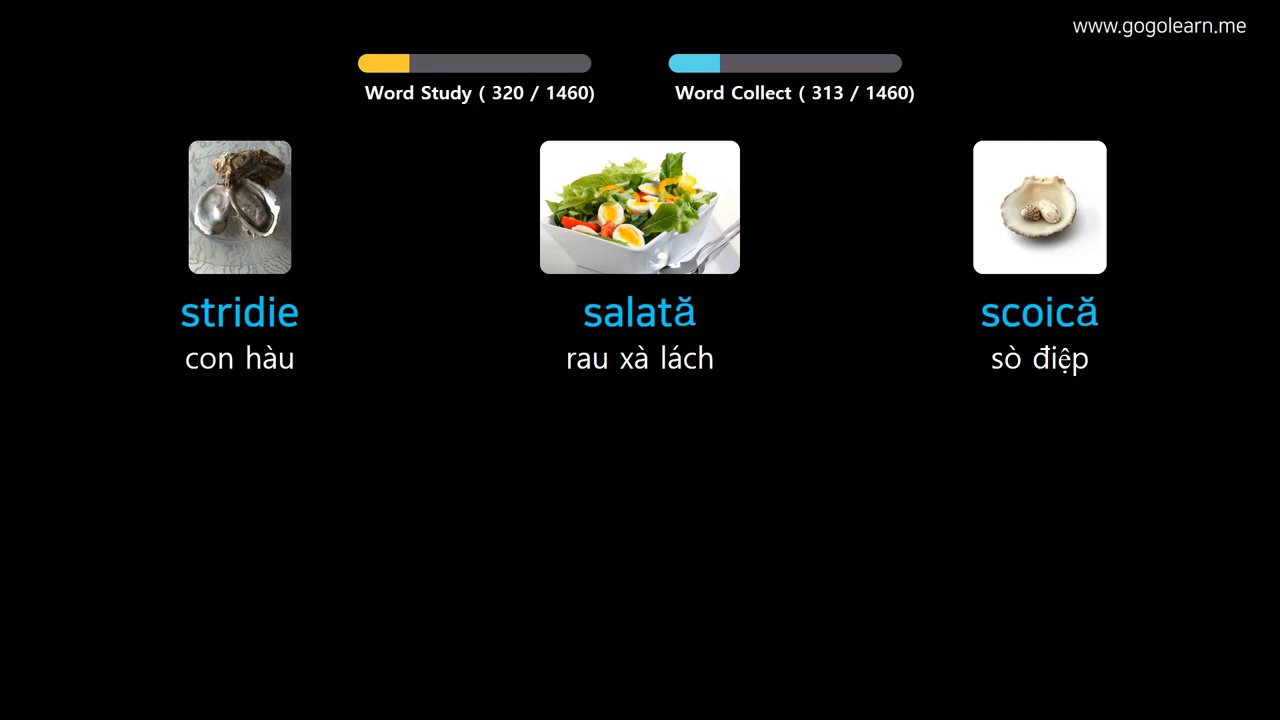 www.gogolearn.me
Word Study ( 320 / 1460)
Word Collect ( 313 / 1460)
stridie
salată
scoică
con hàu
rau xà lách
sò điệp